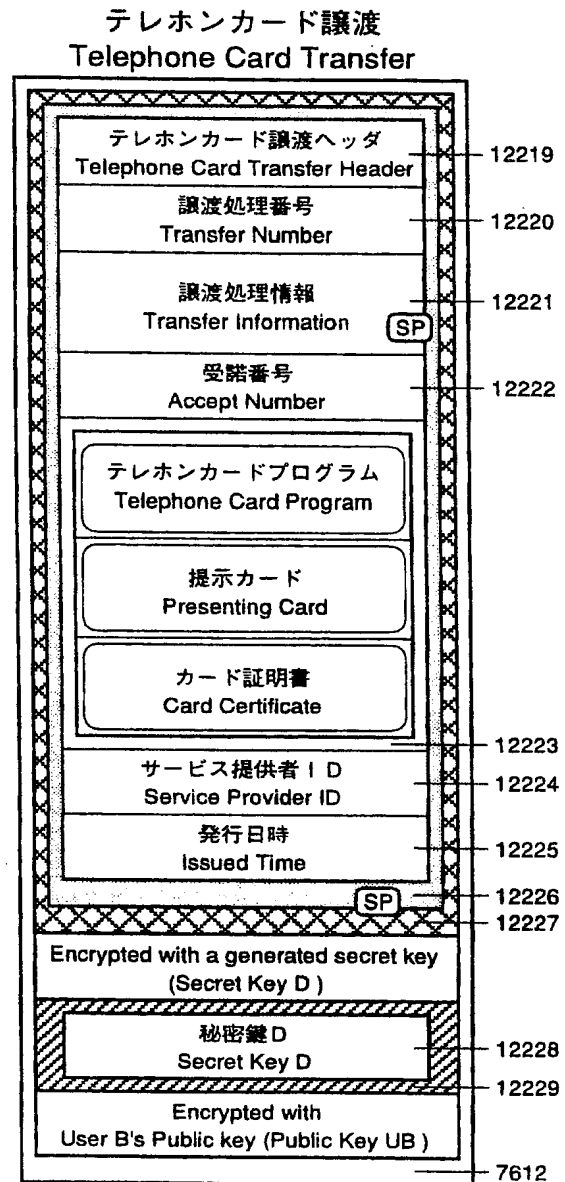 テレホンカード譲渡
Telephone Card Transfer
テレホンカード譲渡ヘッダ
Telephone Card Transfer Header
12219
譲渡処理番号
Transfer Number
12220
譲渡処理情報
Transfer Information
SP
12221
受諾番号
Accept Number
12222
テレホンカードプログラム
Telephone Card Program
提示カード
Presenting Card
カード証明書
Card Certificate
12223
サービス提供者ID
Service Provider ID
12224
発行日時
Issued Time
12225
SP
12226
12227
Encrypted with a generated secret key
(Secret Key D )
秘密鍵D
Secret Key D
12228
12229
Encrypted with
User B's Public key (Public Key UB )
7612